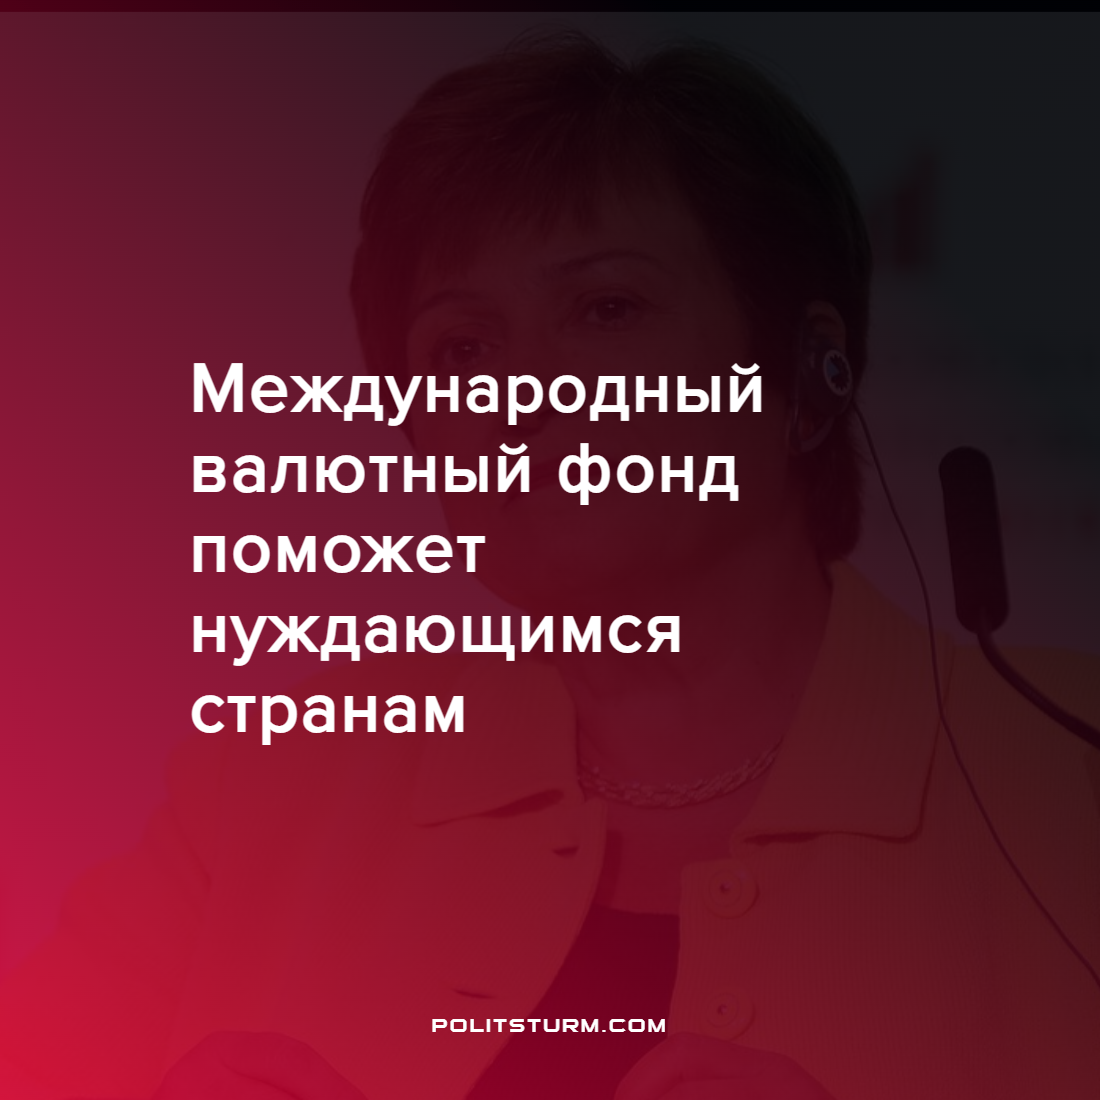 Международный
валютный фонд
поможет
нуждающимся
странам
POLITSTURM.COM